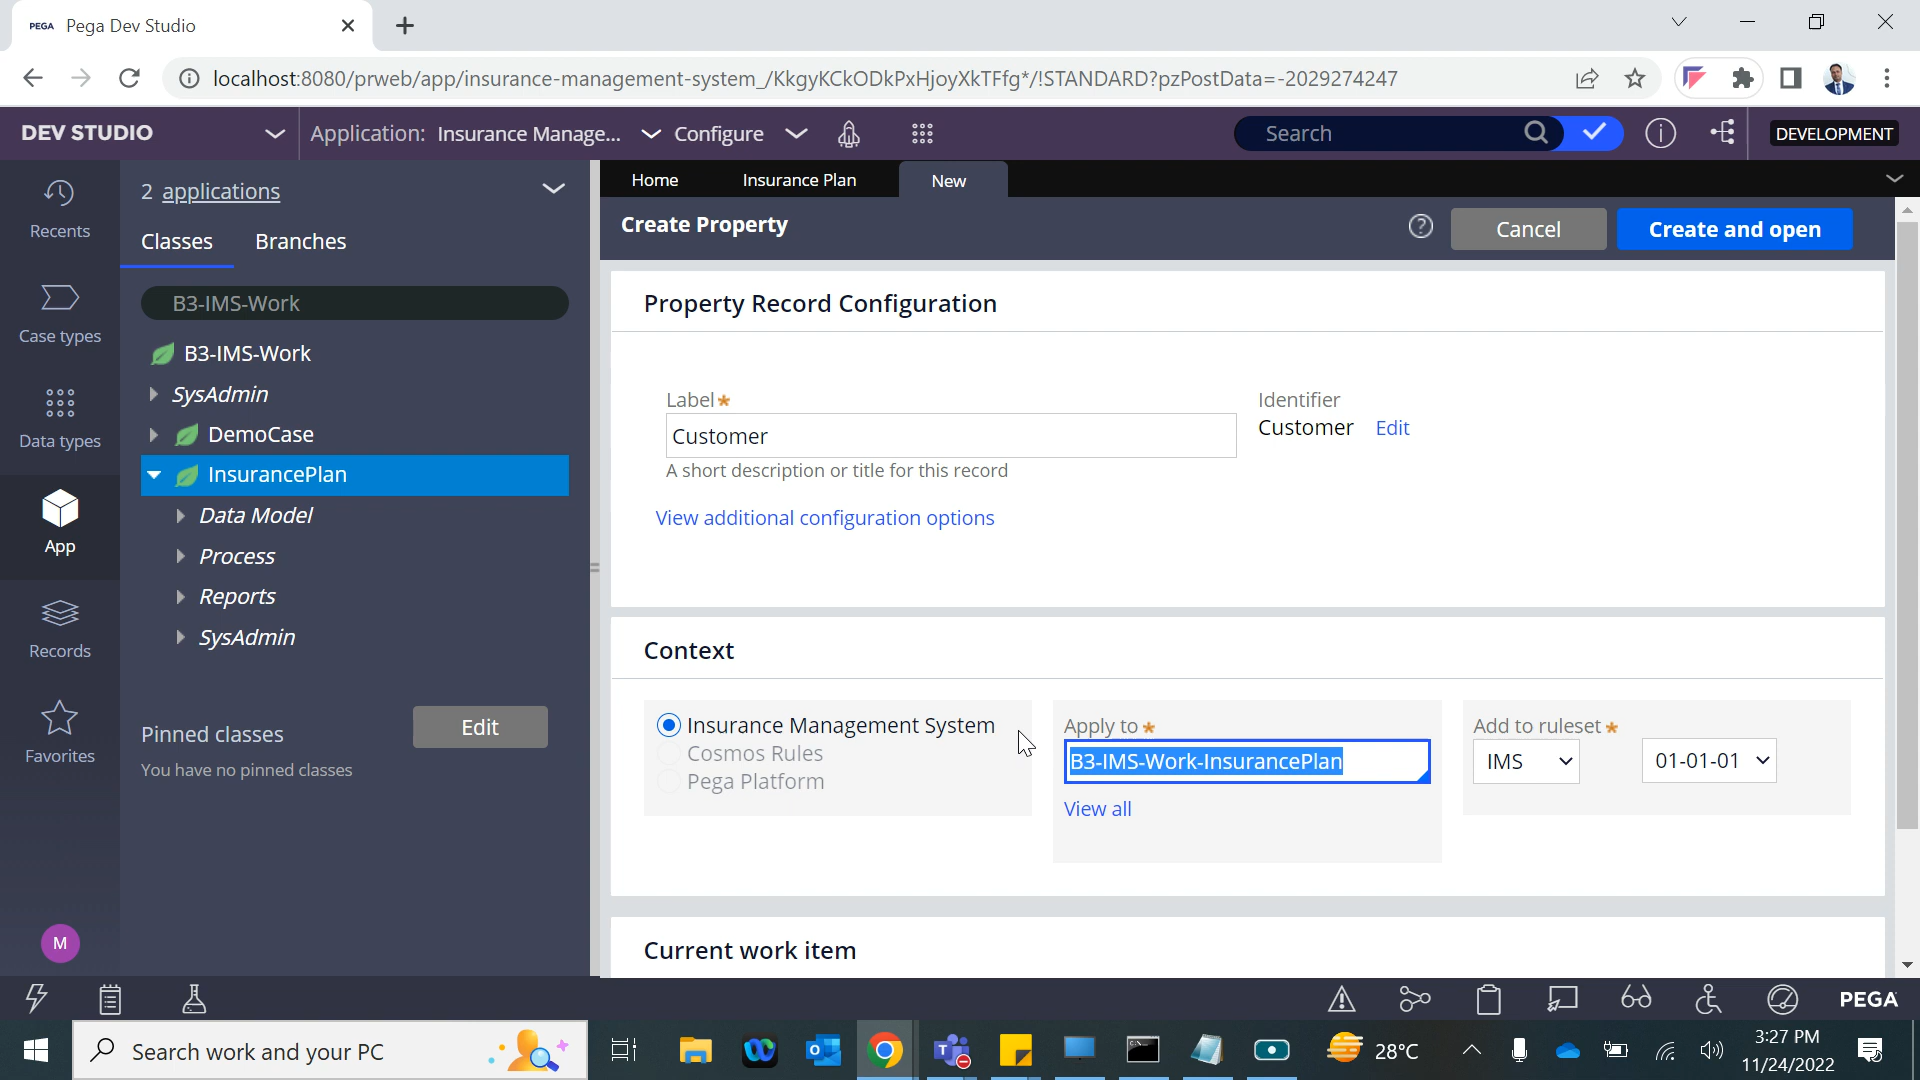 PEGA Pega Dev Studio
localhost:8080/prweb/app/insurance-management-system_/KkgyKCkODkPxHjoyXkTFfg*/!STANDARD?pzPostData=-2029274247
DEV STUDIO
Application: Insurance Manage...
Configure
Search
DEVELOPMENT
Recents
Case types
Data types
App
Records
Favorites
M
2 applications
Classes
Branches
B3-IMS-Work
B3-IMS-Work
SysAdmin
DemoCase
InsurancePlan
Data Model
Process
Reports
SysAdmin
Pinned classes
Edit
You have no pinned classes
Home
Insurance Plan
New
Create Property
Cancel
Create and open
Property Record Configuration
Label*
Customer
A short description or title for this record
Identifier
Customer Edit
View additional configuration options
Context
Insurance Management System
Cosmos Rules
Pega Platform
Apply to*
B3-IMS-Work-InsurancePlan
View all
Add to ruleset*
IMS
01-01-01
Current work item
PEGA
Search work and your PC
28°C
3:27 PM
11/24/2022